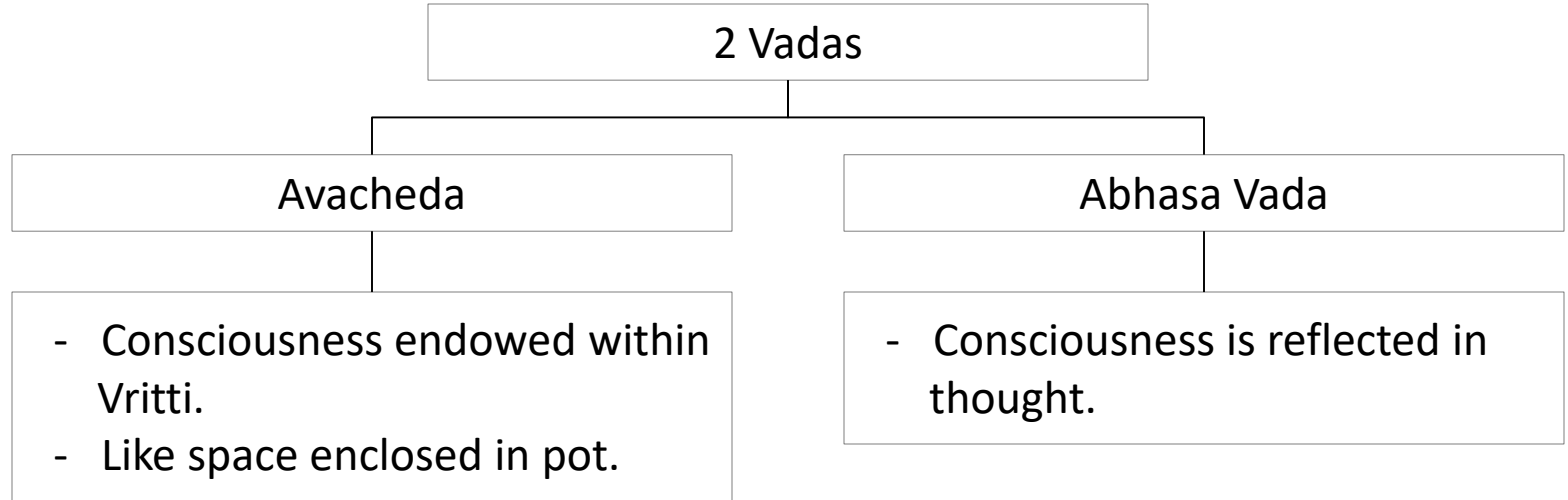 2 Vadas
Avacheda
Abhasa Vada
- Consciousness endowed within
Vritti.
- Like space enclosed in pot.
- Consciousness is reflected in
thought.